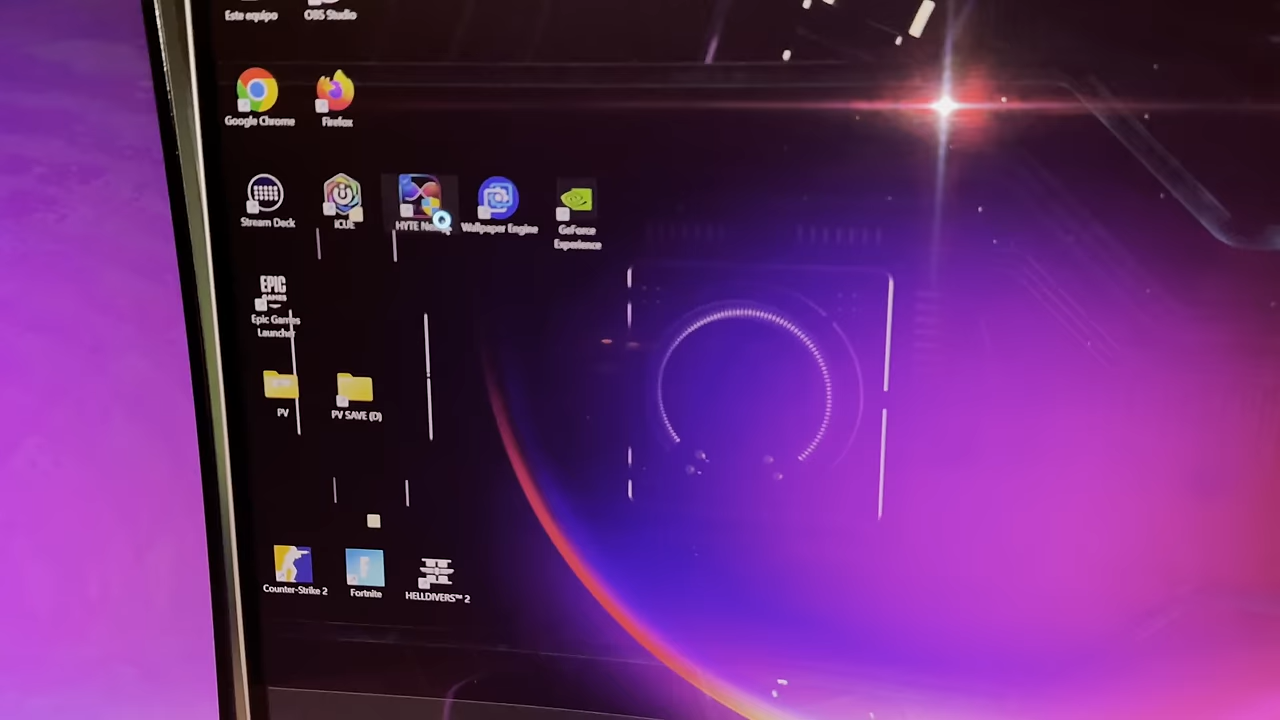 Este equipo
OBS Studio
Google Chrome
Firefox
Stream Deck
iCUE
HYTE
Wallpaper Engine
GeForce
Experience
EPIC
GAMES
Epic Games
Launcher
PV
PV SAVE (D)
Counter-Strike 2
Fortnite
HELLDIVERS™ 2